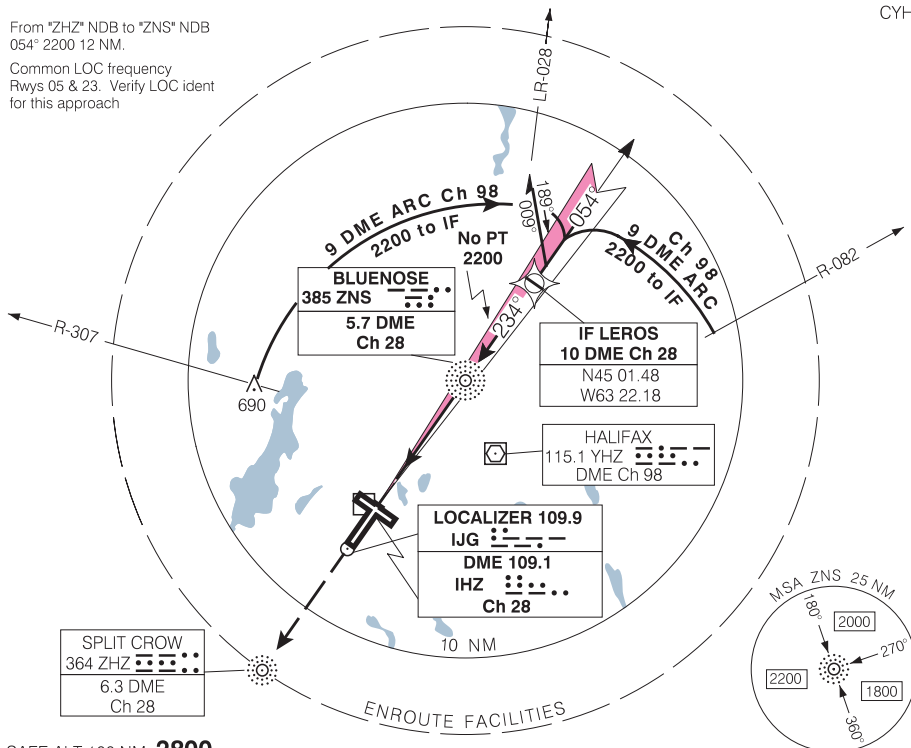 From "ZHZ" NDB to "ZNS" NDB
054° 2200 12 NM.
Common LOC frequency
Rwys 05 & 23. Verify LOC ident
for this approach
CYH
LR-028
9 DME ARC Ch 98
2200 to IF
No PT
2200
009°
189°
054°
Ch 98
9 DME ARC
2200 to IF
R-082
R-307
690
BLUENOSE
385 ZNS
5.7 DME
Ch 28
234°
IF LEROS
10 DME Ch 28
N45 01.48
W63 22.18
HALIFAX
115.1 YHZ
DME Ch 98
LOCALIZER 109.9
IJG
DME 109.1
IHZ
Ch 28
SPLIT CROW
364 ZHZ
6.3 DME
Ch 28
10 NM
ENROUTE FACILITIES
MSA ZNS 25 NM
180°
2000
270°
2200
1800
360°
SAFE ALT 100 NM 2800